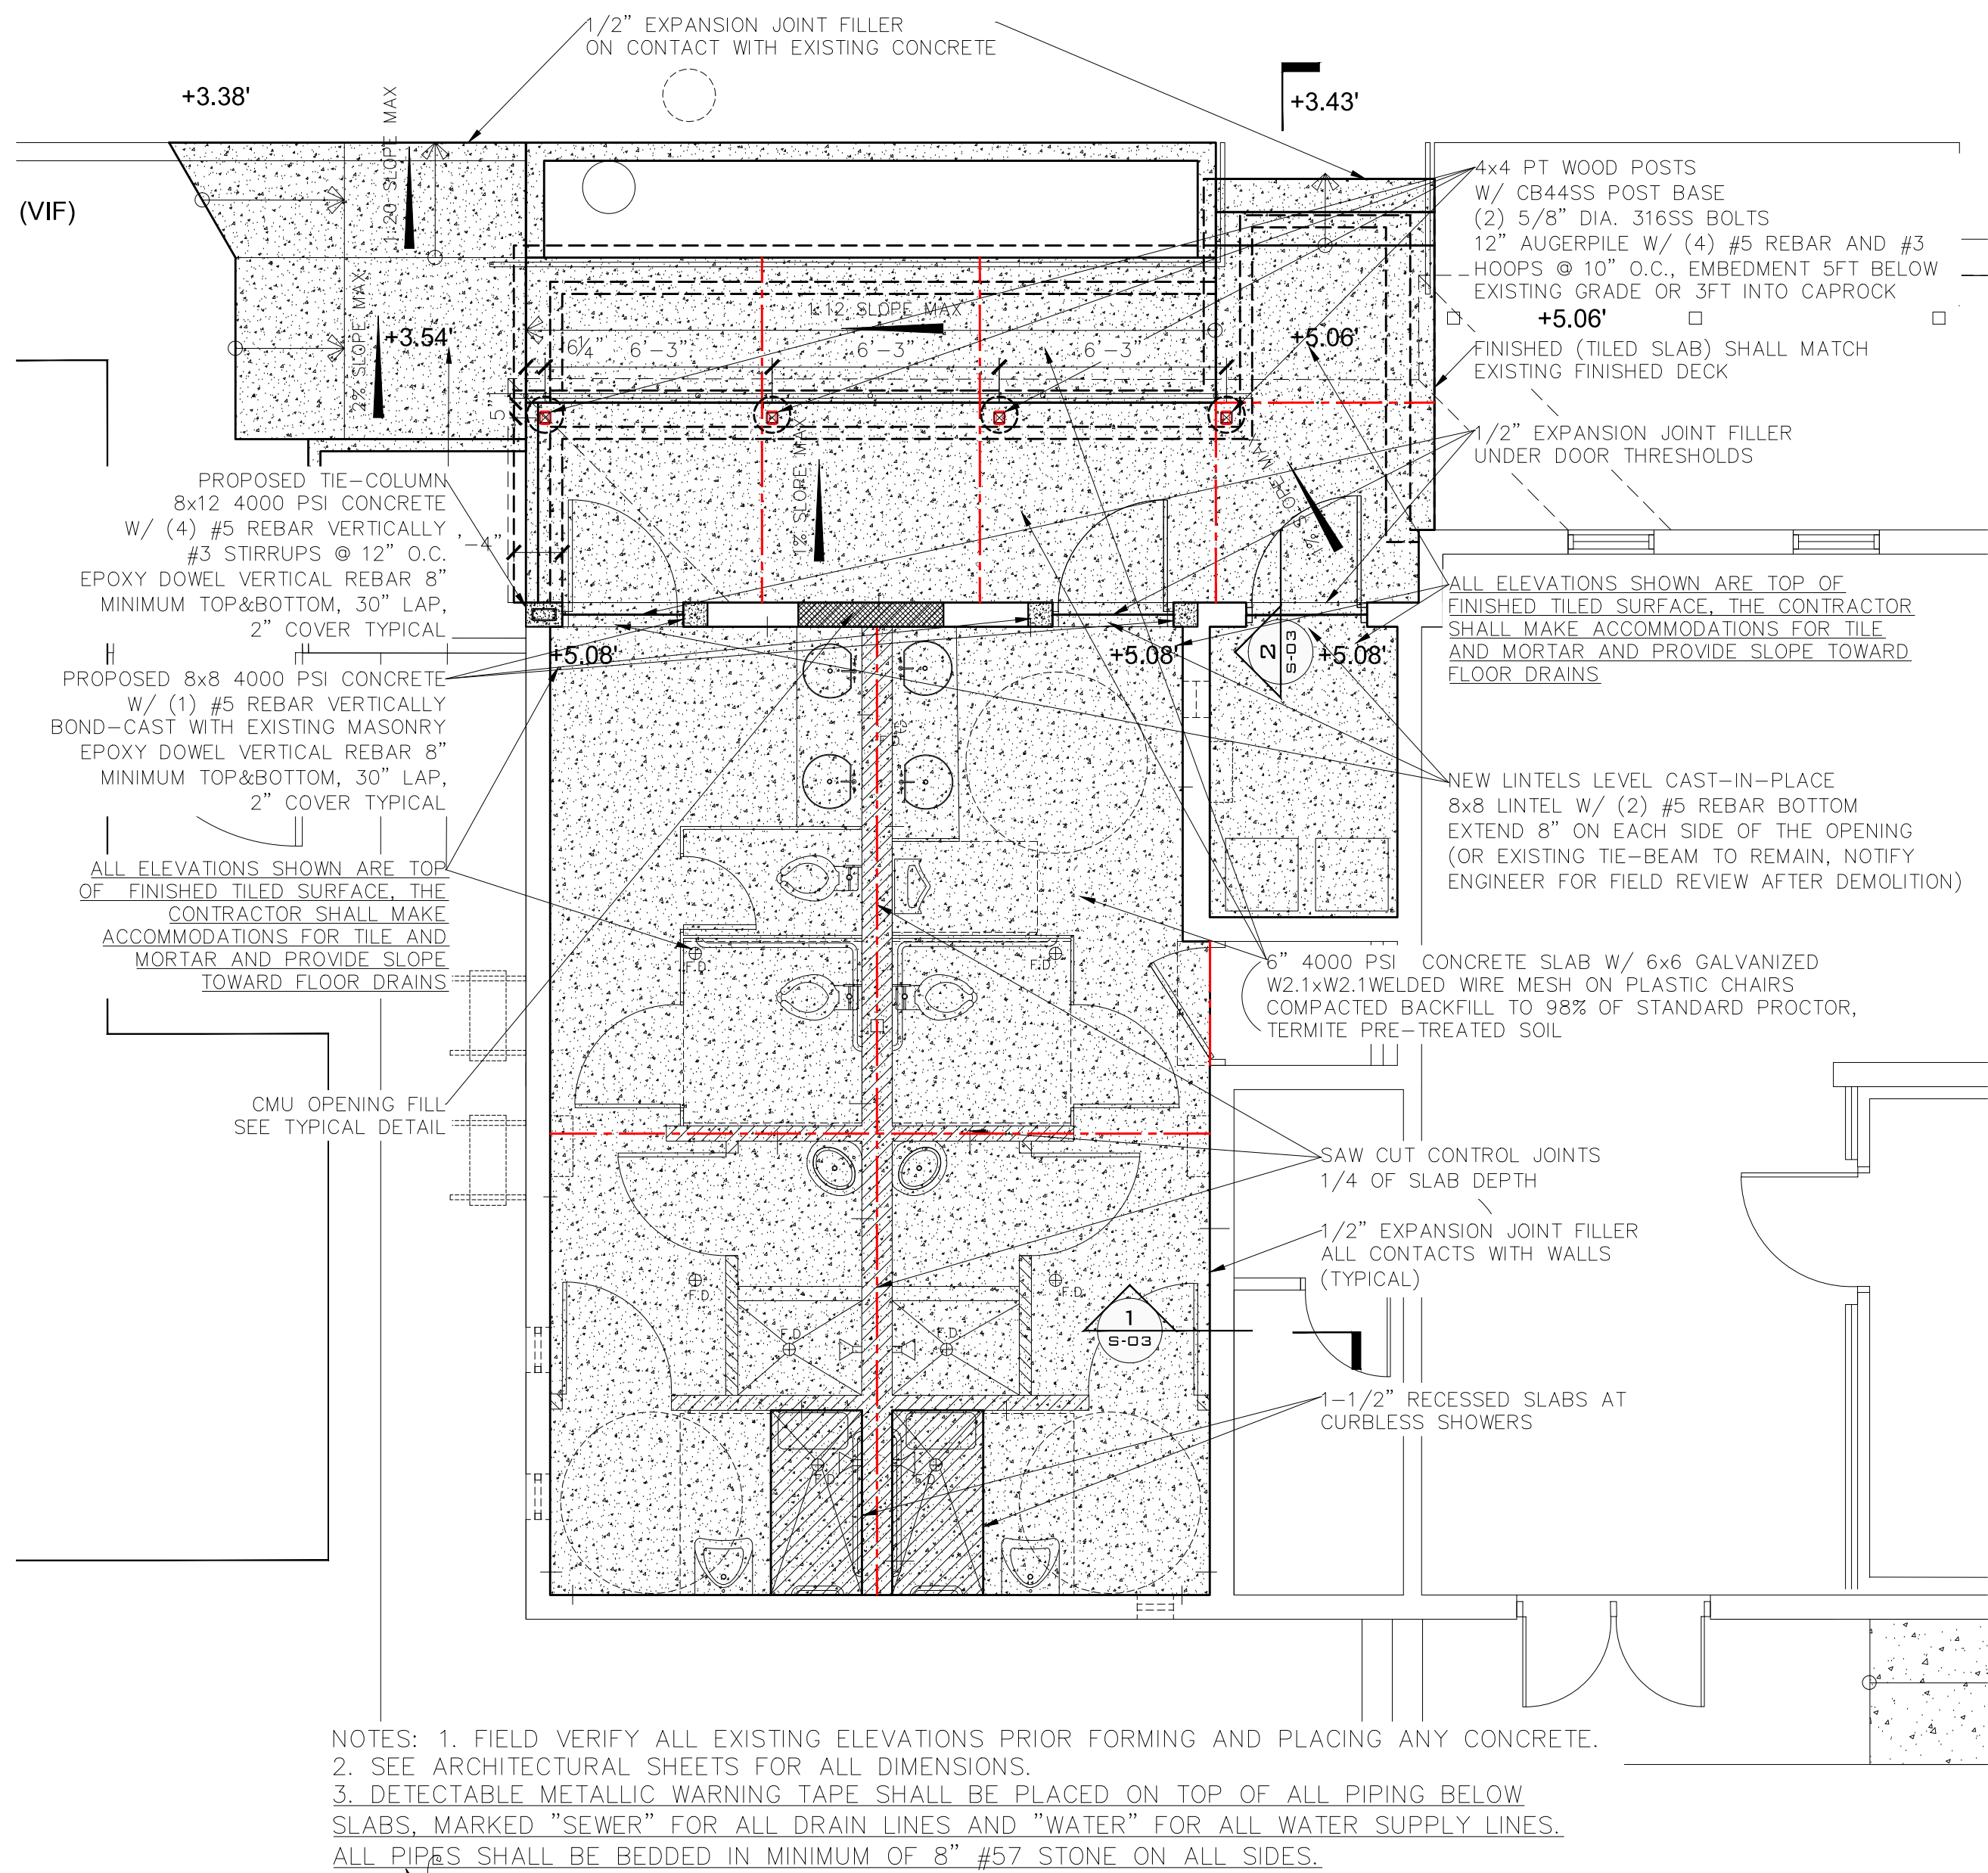 1/2" EXPANSION JOINT FILLER
ON CONTACT WITH EXISTING CONCRETE
+3.38'
+3.43'
(VIF)
SLOPE MAX
2% SLOPE MAX
+3.54'
1:12 SLOPE MAX
6¼"
6'-3"
6'-3"
6'-3"
5"
+5.06'
1% SLOPE MAX
1% SLOPE MAX
4x4 PT WOOD POSTS
W/ CB44SS POST BASE
(2) 5/8" DIA. 316SS BOLTS
12" AUGERPILE W/ (4) #5 REBAR AND #3
HOOPS @ 10" O.C., EMBEDMENT 5FT BELOW
EXISTING GRADE OR 3FT INTO CAPROCK
+5.06'
FINISHED (TILED SLAB) SHALL MATCH
EXISTING FINISHED DECK
1/2" EXPANSION JOINT FILLER
UNDER DOOR THRESHOLDS
PROPOSED TIE-COLUMN
8x12 4000 PSI CONCRETE
W/ (4) #5 REBAR VERTICALLY
#3 STIRRUPS @ 12" O.C.
EPOXY DOWEL VERTICAL REBAR 8"
MINIMUM TOP&BOTTOM, 30" LAP,
2" COVER TYPICAL
'-4"
ALL ELEVATIONS SHOWN ARE TOP OF
FINISHED TILED SURFACE, THE CONTRACTOR
SHALL MAKE ACCOMMODATIONS FOR TILE
AND MORTAR AND PROVIDE SLOPE TOWARD
FLOOR DRAINS
+5.08'
+5.08'
2
S-03
+5.08'
PROPOSED 8x8 4000 PSI CONCRETE
W/ (1) #5 REBAR VERTICALLY
BOND-CAST WITH EXISTING MASONRY
EPOXY DOWEL VERTICAL REBAR 8"
MINIMUM TOP&BOTTOM, 30" LAP,
2" COVER TYPICAL
F.D.
NEW LINTELS LEVEL CAST-IN-PLACE
8x8 LINTEL W/ (2) #5 REBAR BOTTOM
EXTEND 8" ON EACH SIDE OF THE OPENING
(OR EXISTING TIE-BEAM TO REMAIN, NOTIFY
ENGINEER FOR FIELD REVIEW AFTER DEMOLITION)
ALL ELEVATIONS SHOWN ARE TOP
OF FINISHED TILED SURFACE, THE
CONTRACTOR SHALL MAKE
ACCOMMODATIONS FOR TILE AND
MORTAR AND PROVIDE SLOPE
TOWARD FLOOR DRAINS
F.D.
F.D.
6" 4000 PSI CONCRETE SLAB W/ 6x6 GALVANIZED
W2.1xW2.1WELDED WIRE MESH ON PLASTIC CHAIRS
COMPACTED BACKFILL TO 98% OF STANDARD PROCTOR,
TERMITE PRE-TREATED SOIL
CMU OPENING FILL
SEE TYPICAL DETAIL
SAW CUT CONTROL JOINTS
1/4 OF SLAB DEPTH
1/2" EXPANSION JOINT FILLER
ALL CONTACTS WITH WALLS
(TYPICAL)
F.D.
F.D.
F.D.
F.D.
1
S-03
1-1/2" RECESSED SLABS AT
CURBLESS SHOWERS
F.D.
F.D.
NOTES: 1. FIELD VERIFY ALL EXISTING ELEVATIONS PRIOR FORMING AND PLACING ANY CONCRETE.
2. SEE ARCHITECTURAL SHEETS FOR ALL DIMENSIONS.
3. DETECTABLE METALLIC WARNING TAPE SHALL BE PLACED ON TOP OF ALL PIPING BELOW
SLABS, MARKED "SEWER" FOR ALL DRAIN LINES AND "WATER" FOR ALL WATER SUPPLY LINES.
ALL PIPES SHALL BE BEDDED IN MINIMUM OF 8" #57 STONE ON ALL SIDES.